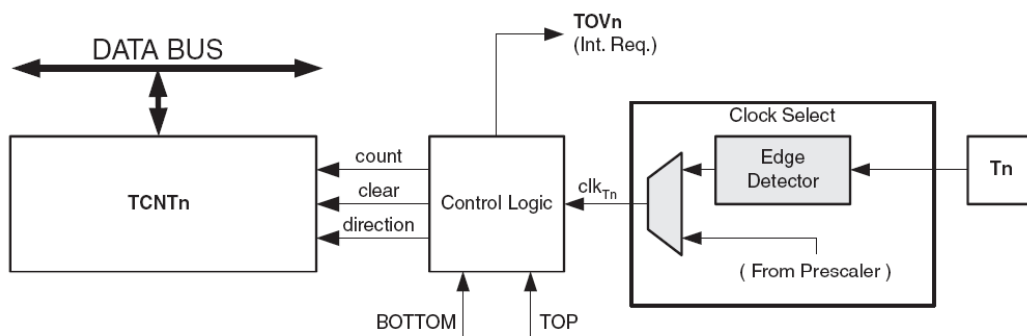 TOVn
(Int. Req.)
DATA BUS
Clock Select
count
Edge
Detector
Tn
TCNTn
clear
Control Logic
clkTn
direction
( From Prescaler )
BOTTOM
TOP